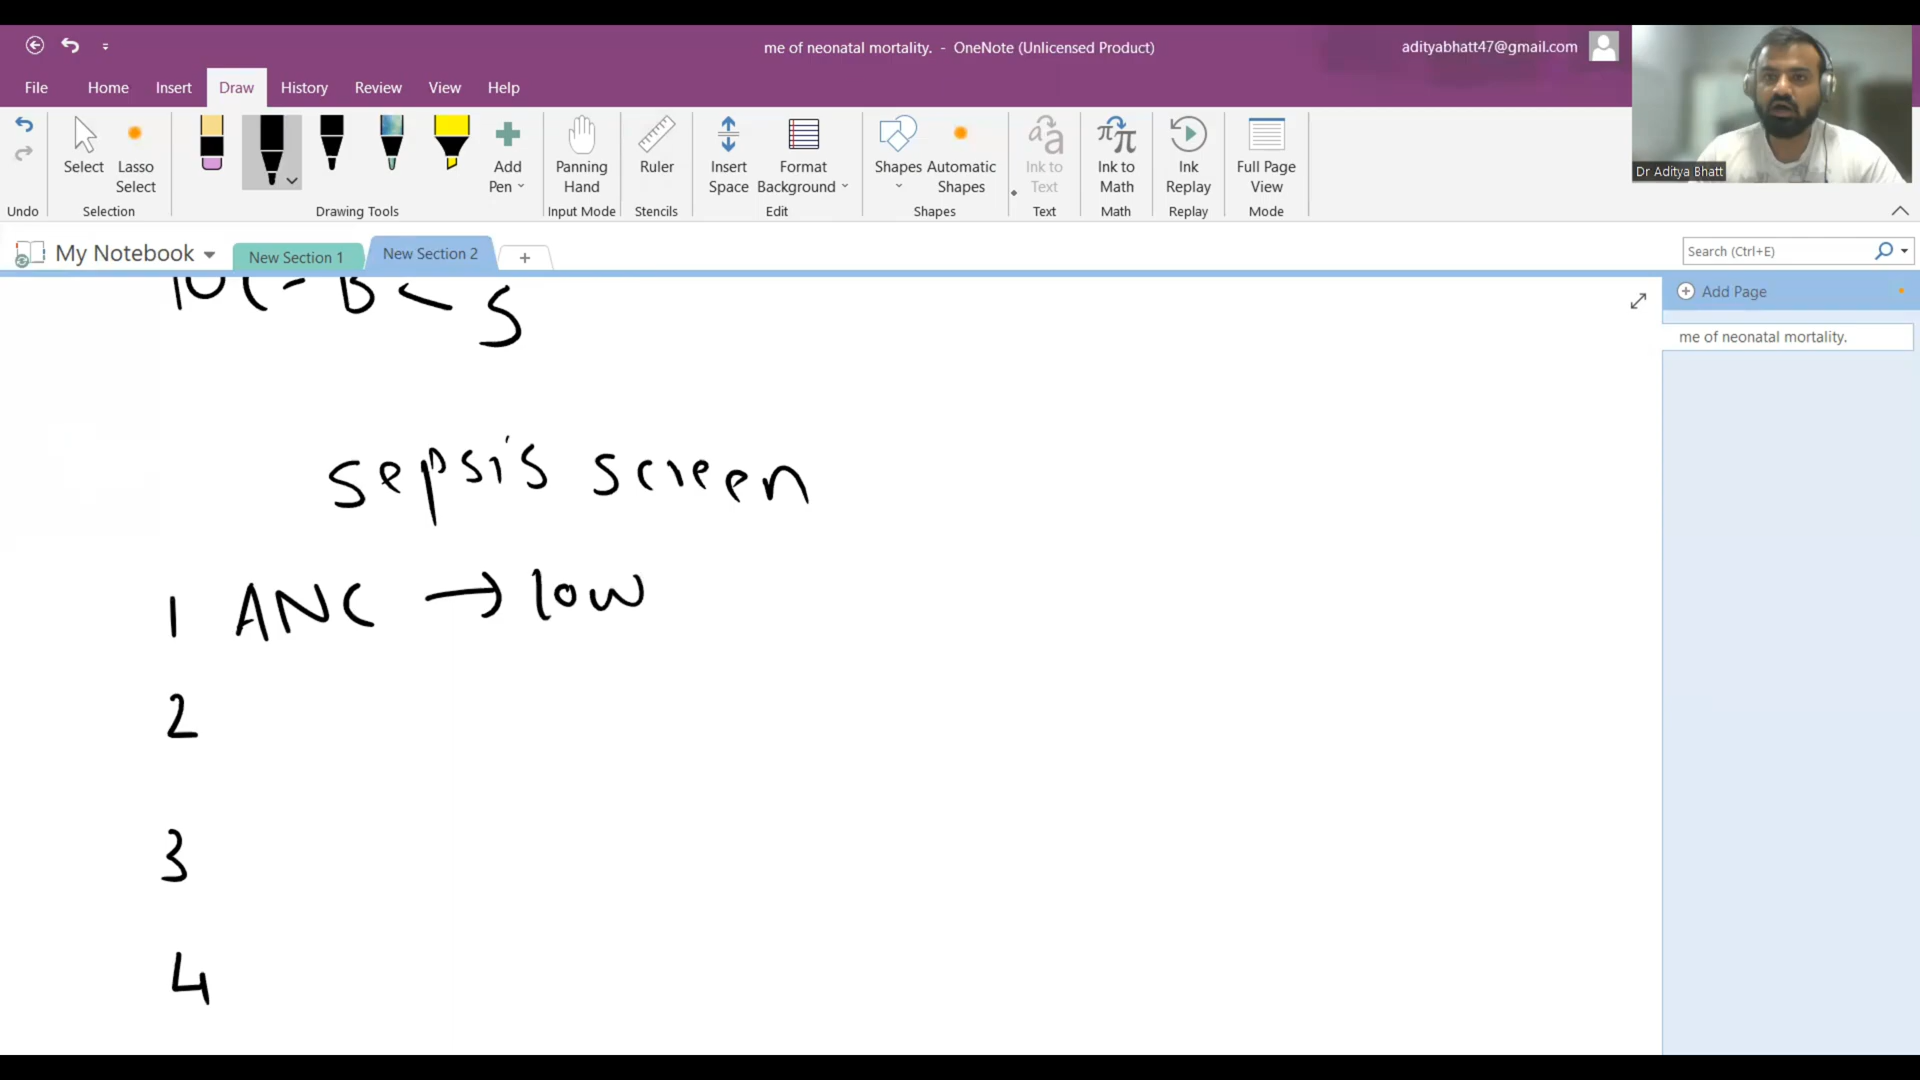 me of neonatal mortality. - OneNote (Unlicensed Product)
adityabhatt47@gmail.com
File Home Insert Draw History Review View Help
Select
Lasso Select
Add Pen
Panning Hand
Ruler
Insert Space
Format Background
Shapes
Automatic Shapes
Ink to Text
Ink to Math
Ink Replay
Full Page View
Dr Aditya Bhatt
Undo Selection Drawing Tools Input Mode Stencils Edit Shapes Text Math Replay Mode
My Notebook New Section 1 New Section 2 +
Search (Ctrl+E)
Add Page
me of neonatal mortality.
sepsis screen
1 ANC → low
2
3
4